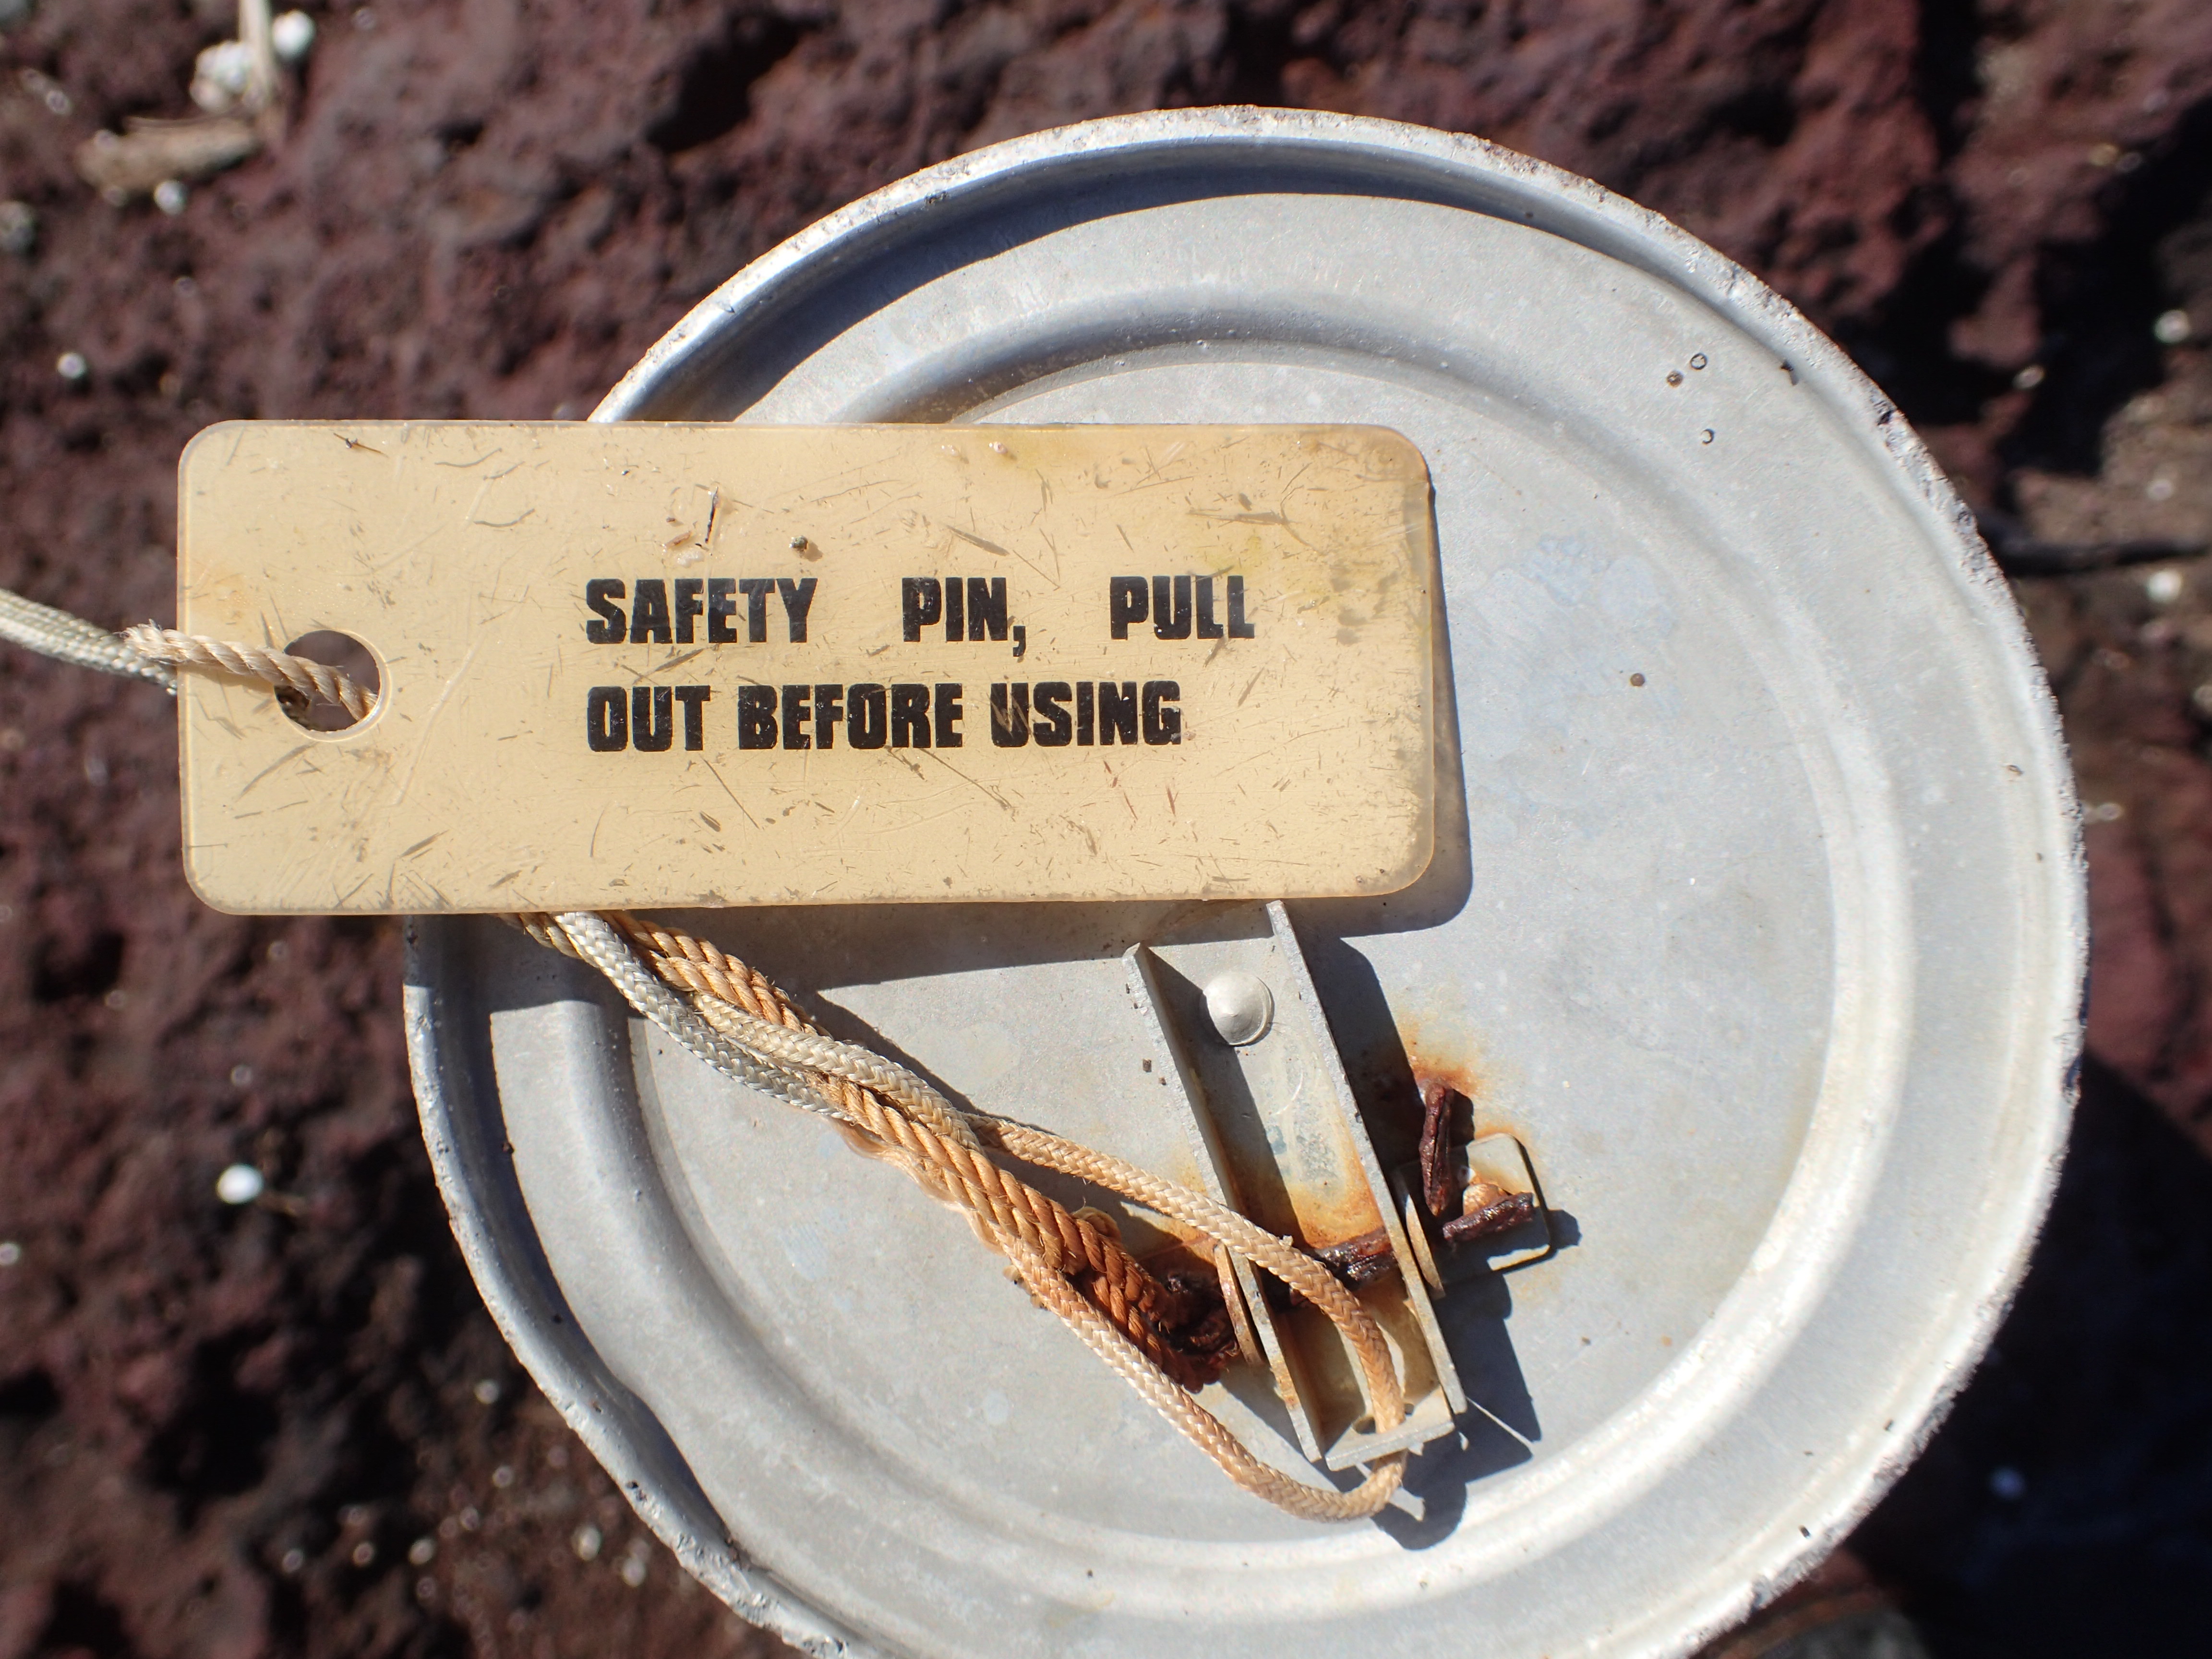 SAFETY PIN, PULL
OUT BEFORE USING